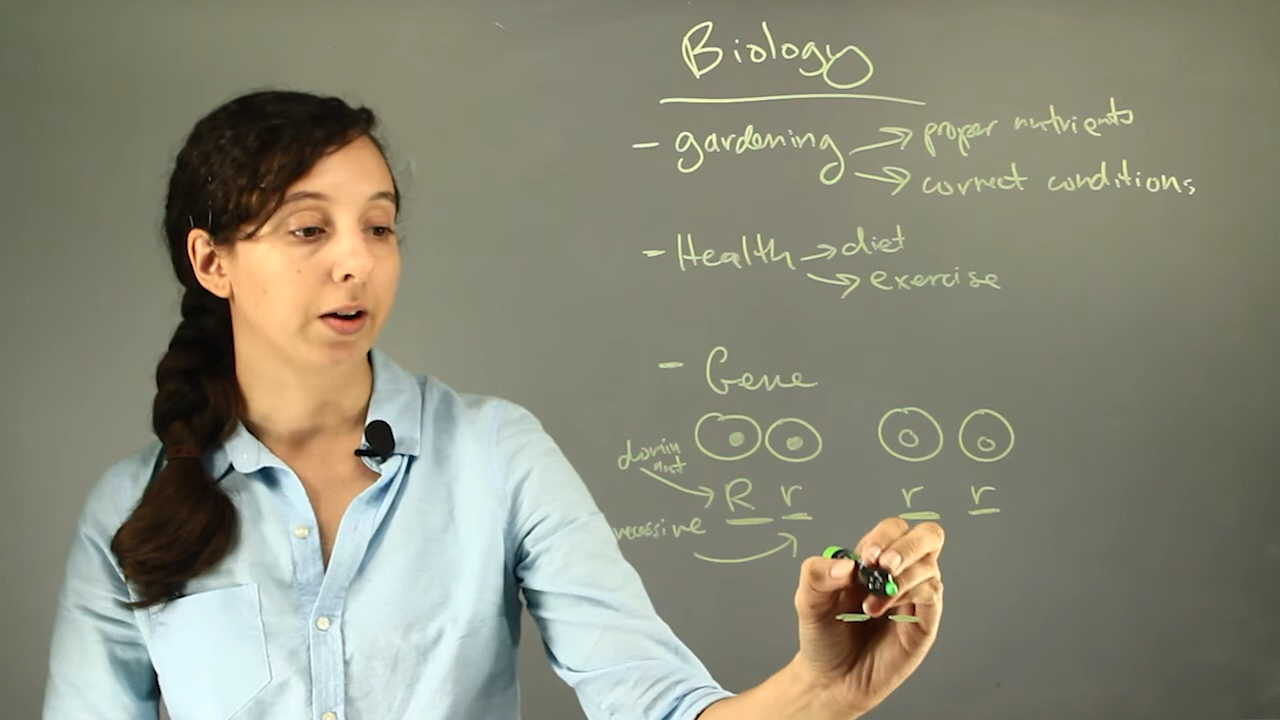 Biology
- gardening → proper nutrients
→ correct conditions
- Health → diet
→ exercise
- Gene
dominant
R r r r
recessive